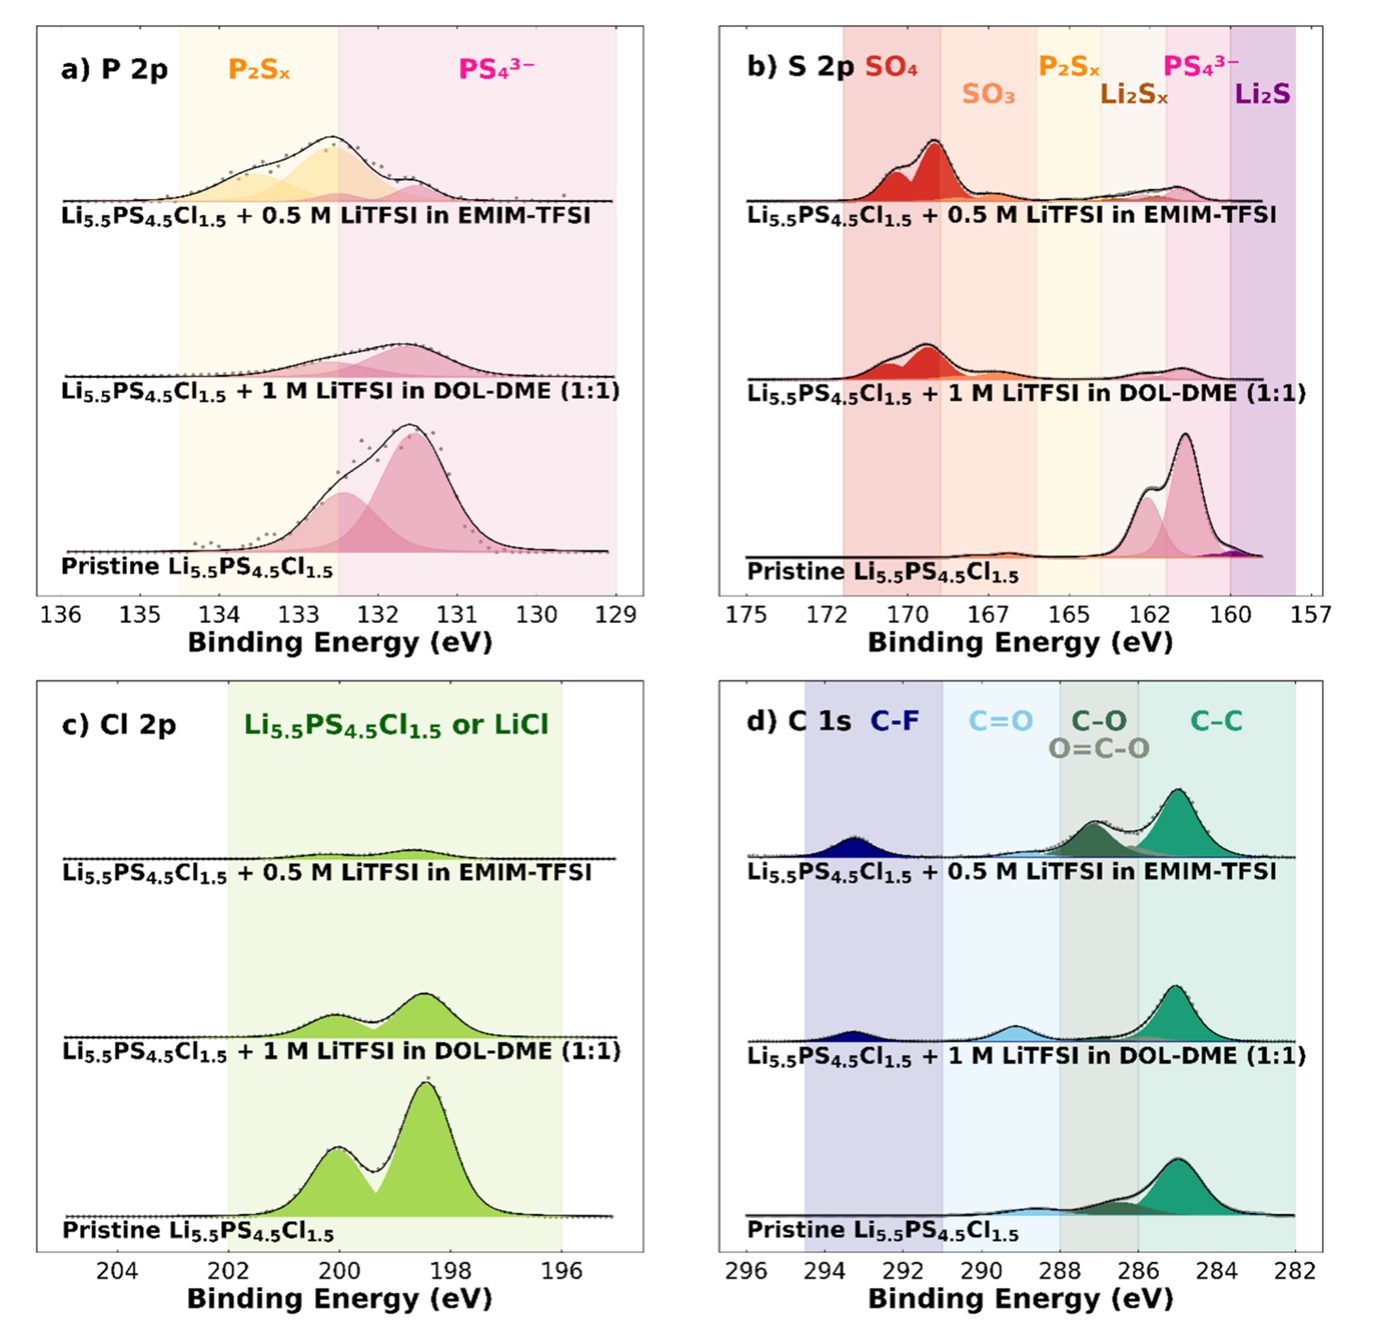 a) P 2p P₂Sₓ PS₄³⁻
Li₅.₅PS₄.₅Cl₁.₅ + 0.5 M LiTFSI in EMIM-TFSI
Li₅.₅PS₄.₅Cl₁.₅ + 1 M LiTFSI in DOL-DME (1:1)
Pristine Li₅.₅PS₄.₅Cl₁.₅
136 135 134 133 132 131 130 129
Binding Energy (eV)
b) S 2p SO₄ P₂Sₓ PS₄³⁻
SO₃ Li₂Sₓ Li₂S
Li₅.₅PS₄.₅Cl₁.₅ + 0.5 M LiTFSI in EMIM-TFSI
Li₅.₅PS₄.₅Cl₁.₅ + 1 M LiTFSI in DOL-DME (1:1)
Pristine Li₅.₅PS₄.₅Cl₁.₅
175 172 170 167 165 162 160 157
Binding Energy (eV)
c) Cl 2p Li₅.₅PS₄.₅Cl₁.₅ or LiCl
Li₅.₅PS₄.₅Cl₁.₅ + 0.5 M LiTFSI in EMIM-TFSI
Li₅.₅PS₄.₅Cl₁.₅ + 1 M LiTFSI in DOL-DME (1:1)
Pristine Li₅.₅PS₄.₅Cl₁.₅
204 202 200 198 196
Binding Energy (eV)
d) C 1s C-F C=O C–O C–C
O=C–O
Li₅.₅PS₄.₅Cl₁.₅ + 0.5 M LiTFSI in EMIM-TFSI
Li₅.₅PS₄.₅Cl₁.₅ + 1 M LiTFSI in DOL-DME (1:1)
Pristine Li₅.₅PS₄.₅Cl₁.₅
296 294 292 290 288 286 284 282
Binding Energy (eV)